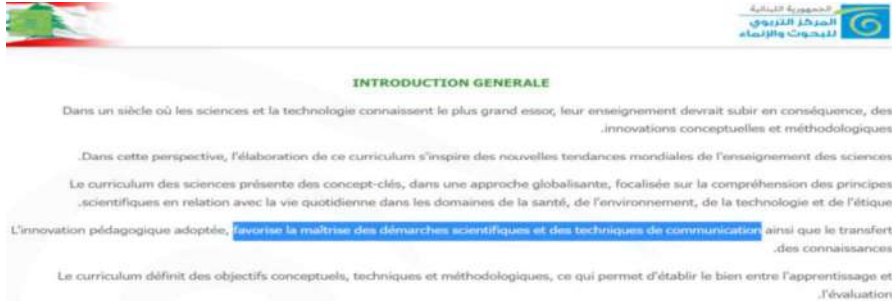 الجمهورية اللبنانية
المركز التربوي
للبحوث والإنماء
INTRODUCTION GENERALE
Dans un siècle où les sciences et la technologie connaissent le plus grand essor, leur enseignement devrait subir en conséquence, des
.innovations conceptuelles et méthodologiques
.Dans cette perspective, l'élaboration de ce curriculum s'inspire des nouvelles tendances mondiales de l'enseignement des sciences
Le curriculum des sciences présente des concept-clés, dans une approche globalisante, focalisée sur la compréhension des principes
.scientifiques en relation avec la vie quotidienne dans les domaines de la santé, de l'environnement, de la technologie et de l'étique
L'innovation pédagogique adoptée, favorise la maîtrise des démarches scientifiques et des techniques de communication ainsi que le transfert
.des connaissances
Le curriculum définit des objectifs conceptuels, techniques et méthodologiques, ce qui permet d'établir le bien entre l'apprentissage et
.l'évaluation